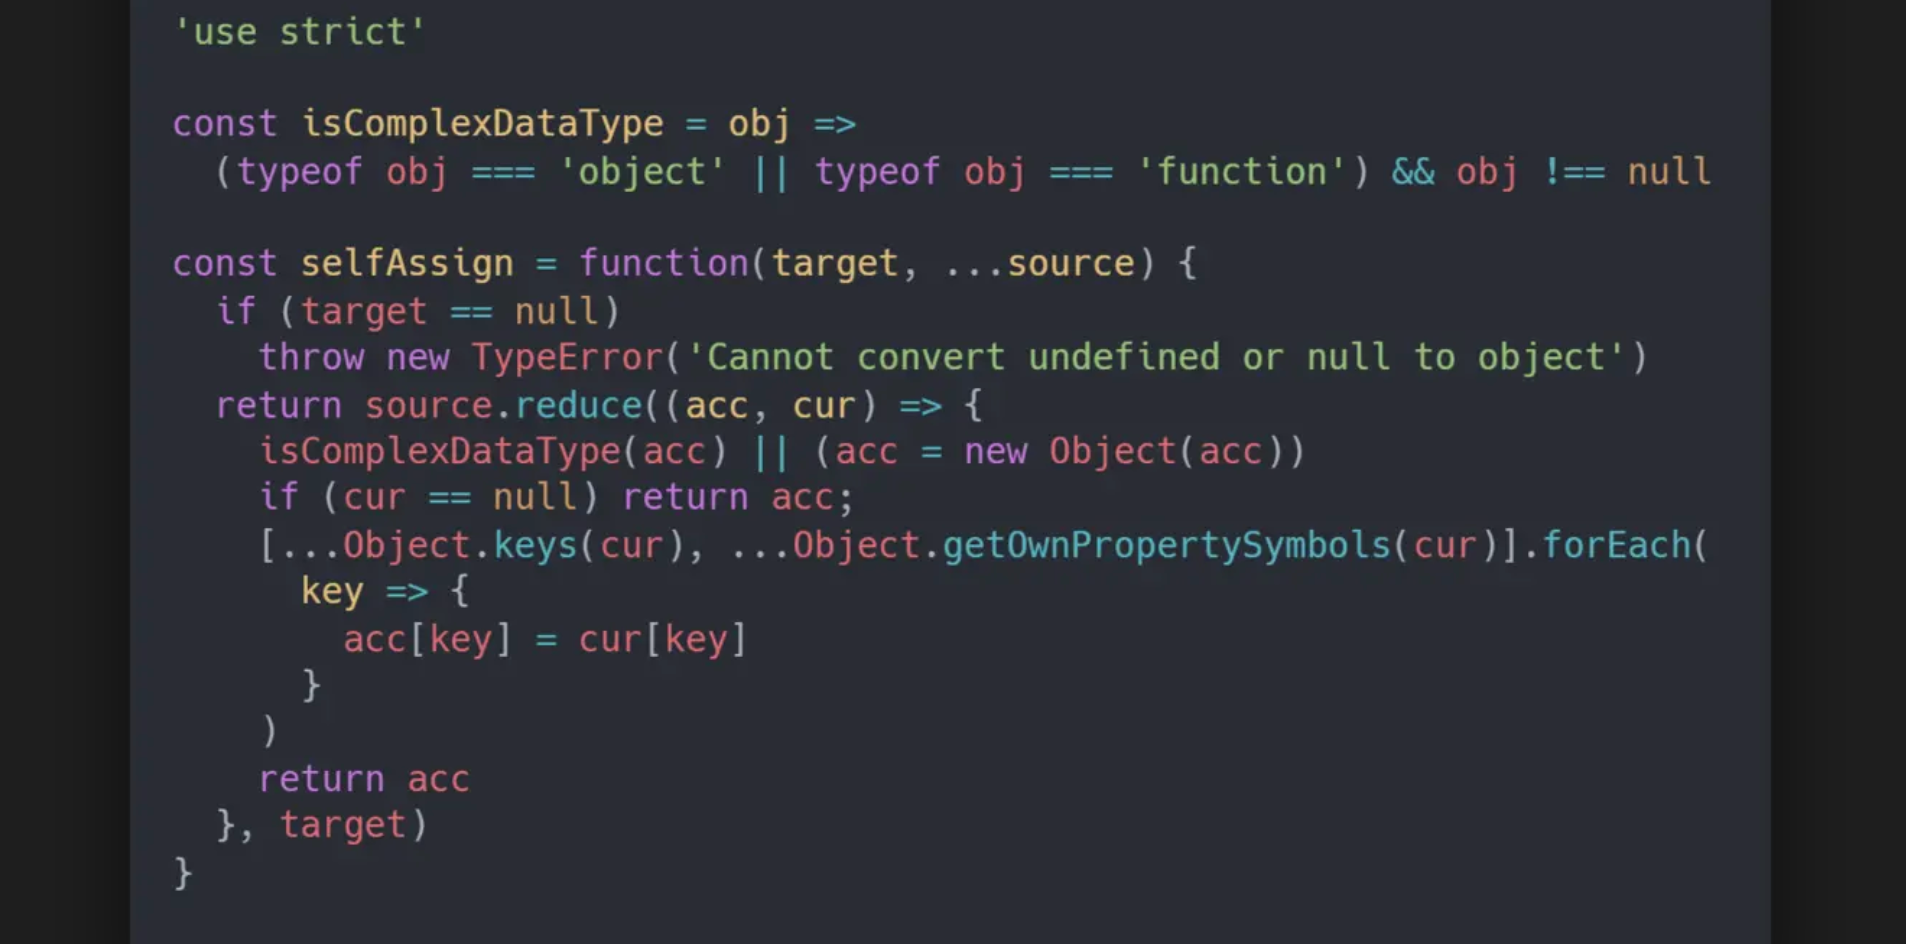 'use strict'
const isComplexDataType = obj =>
(typeof obj === 'object' || typeof obj === 'function') && obj !== null
const selfAssign = function(target, ...source) {
if (target == null)
throw new TypeError('Cannot convert undefined or null to object')
return source.reduce((acc, cur) => {
isComplexDataType(acc) || (acc = new Object(acc))
if (cur == null) return acc;
[...Object.keys(cur), ...Object.getOwnPropertySymbols(cur)].forEach(
key => {
acc[key] = cur[key]
}
)
return acc
}, target)
}